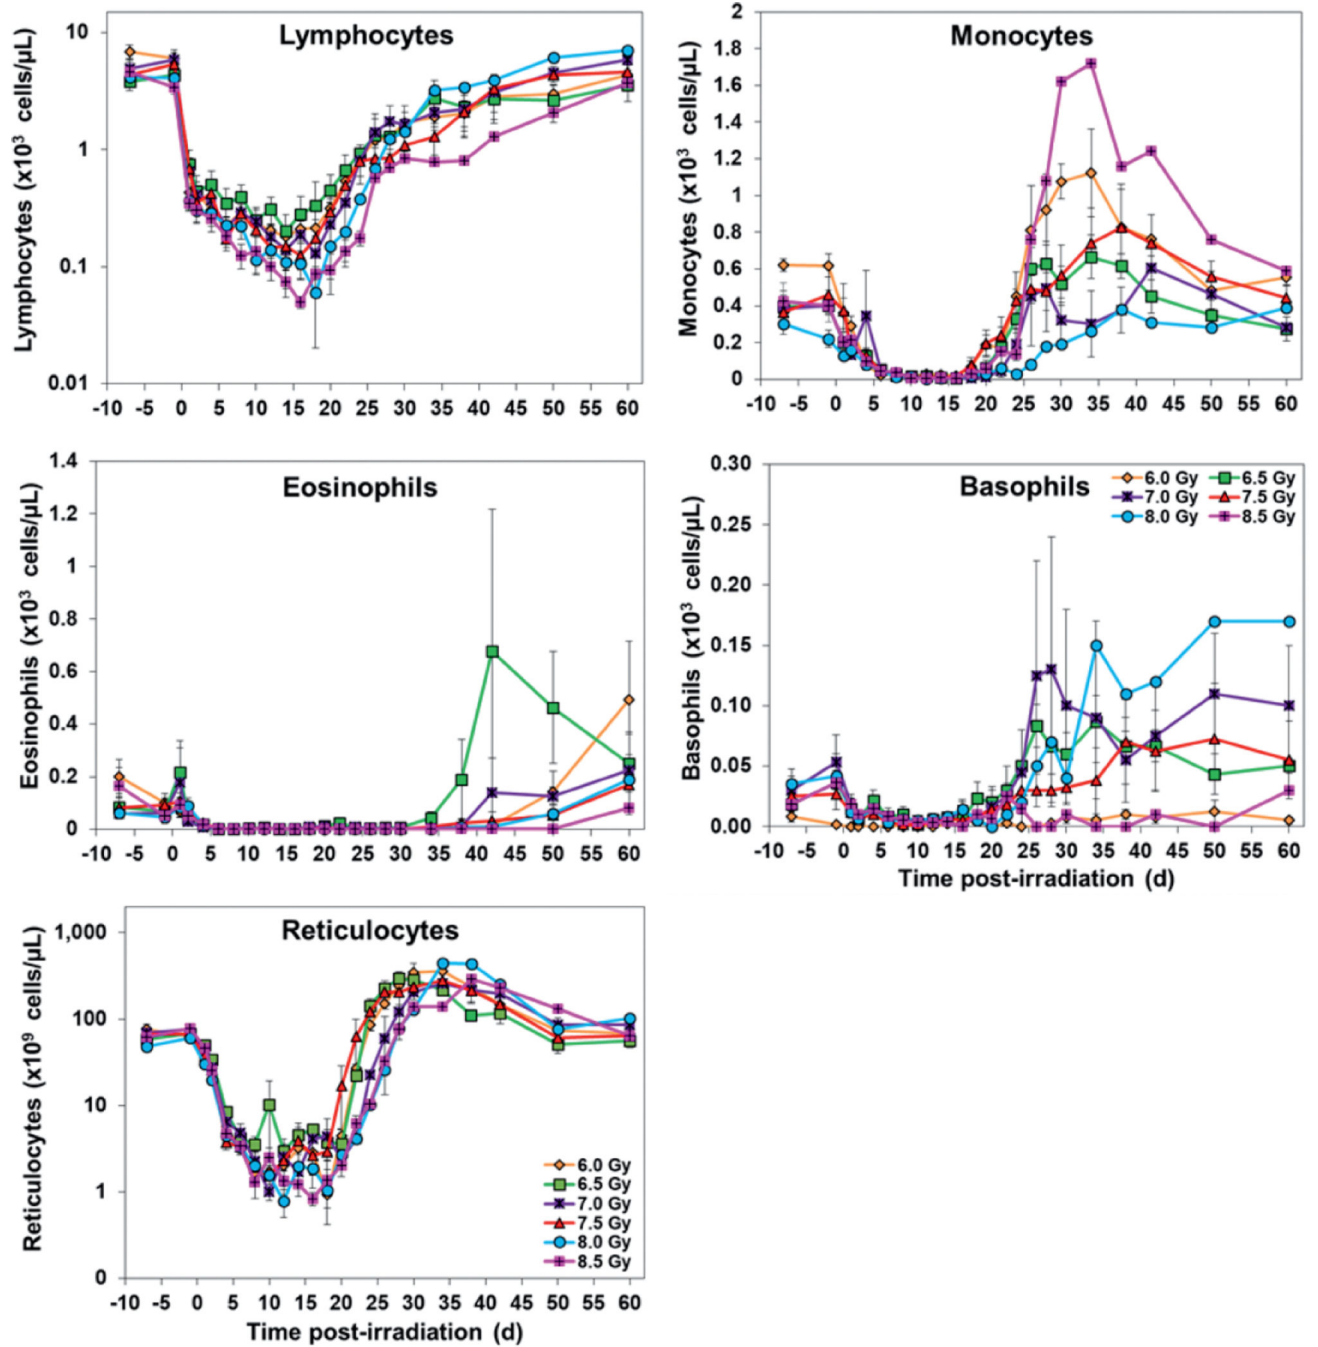 Lymphocytes
Lymphocytes (x10³ cells/µL)
10
1
0.1
0.01
-10 -5 0 5 10 15 20 25 30 35 40 45 50 55 60
Monocytes
Monocytes (x10³ cells/µL)
2
1.8
1.6
1.4
1.2
1
0.8
0.6
0.4
0.2
0
-10 -5 0 5 10 15 20 25 30 35 40 45 50 55 60
Eosinophils
Eosinophils (x10³ cells/µL)
1.4
1.2
1
0.8
0.6
0.4
0.2
0
-10 -5 0 5 10 15 20 25 30 35 40 45 50 55 60
Basophils
Basophils (x10³ cells/µL)
0.30
0.25
0.20
0.15
0.10
0.05
0.00
6.0 Gy 6.5 Gy
7.0 Gy 7.5 Gy
8.0 Gy 8.5 Gy
-10 -5 0 5 10 15 20 25 30 35 40 45 50 55 60
Time post-irradiation (d)
Reticulocytes
Reticulocytes (x10⁹ cells/µL)
1,000
100
10
1
0
6.0 Gy
6.5 Gy
7.0 Gy
7.5 Gy
8.0 Gy
8.5 Gy
-10 -5 0 5 10 15 20 25 30 35 40 45 50 55 60
Time post-irradiation (d)